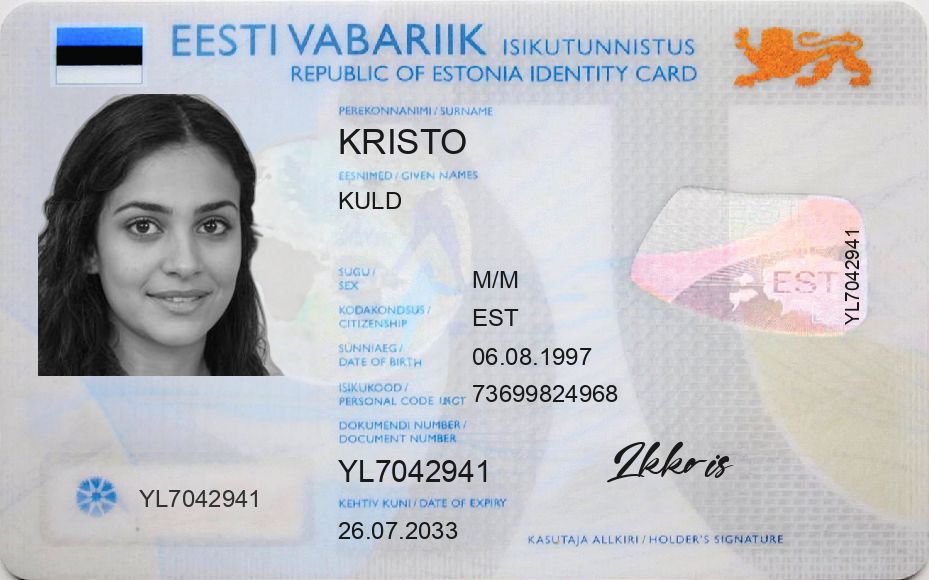 EESTI VABARIIK ISIKUTUNNISTUS
REPUBLIC OF ESTONIA IDENTITY CARD
PEREKONNANIMI / SURNAME
KRISTO
EESNIMED / GIVEN NAMES
KULD
SUGU /
SEX
M/M
KODAKONDSUS /
CITIZENSHIP
EST
SÜNNIAEG /
DATE OF BIRTH
06.08.1997
ISIKUKOOD /
PERSONAL CODE
73699824968
DOKUMENDI NUMBER /
DOCUMENT NUMBER
YL7042941
KEHTIV KUNI / DATE OF EXPIRY
26.07.2033
YL7042941
EST
YL7042941
KASUTAJA ALLKIRI / HOLDER'S SIGNATURE